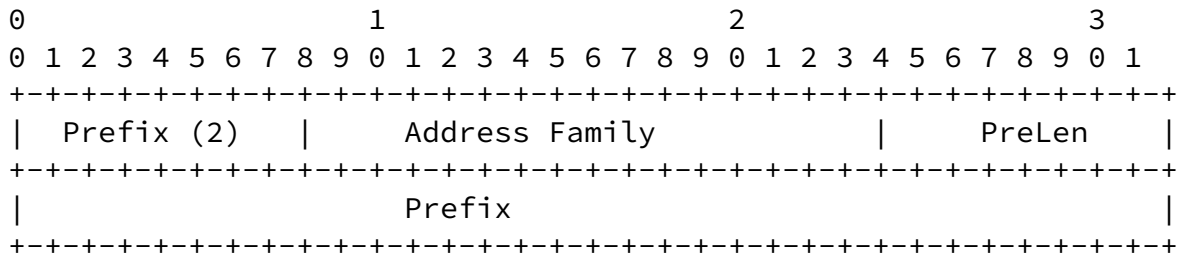 0                   1                   2                   3
0 1 2 3 4 5 6 7 8 9 0 1 2 3 4 5 6 7 8 9 0 1 2 3 4 5 6 7 8 9 0 1
+-+-+-+-+-+-+-+-+-+-+-+-+-+-+-+-+-+-+-+-+-+-+-+-+-+-+-+-+-+-+-+-+
|  Prefix (2)   |     Address Family            |     PreLen    |
+-+-+-+-+-+-+-+-+-+-+-+-+-+-+-+-+-+-+-+-+-+-+-+-+-+-+-+-+-+-+-+-+
|                     Prefix                                    |
+-+-+-+-+-+-+-+-+-+-+-+-+-+-+-+-+-+-+-+-+-+-+-+-+-+-+-+-+-+-+-+-+